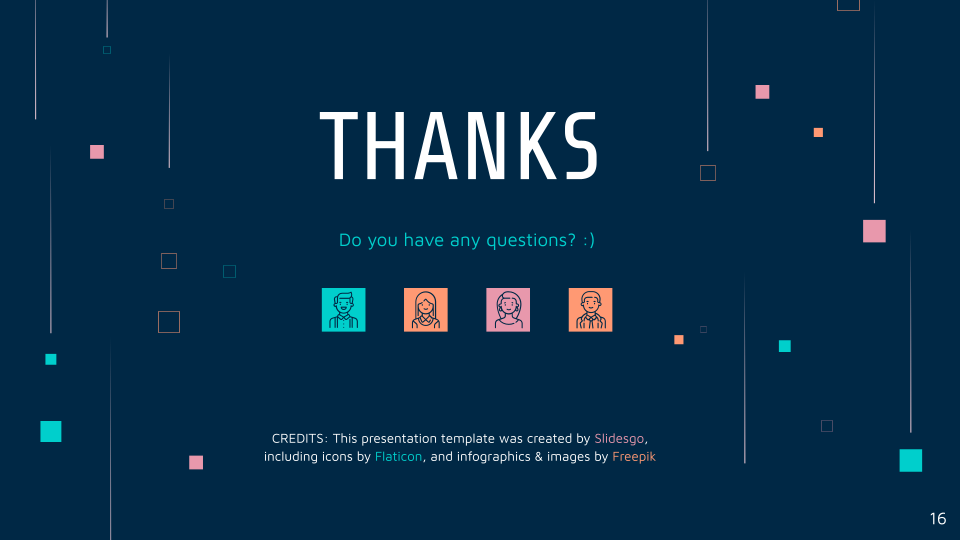 THANKS
Do you have any questions? :)
CREDITS: This presentation template was created by Slidesgo,
including icons by Flaticon, and infographics & images by Freepik
16